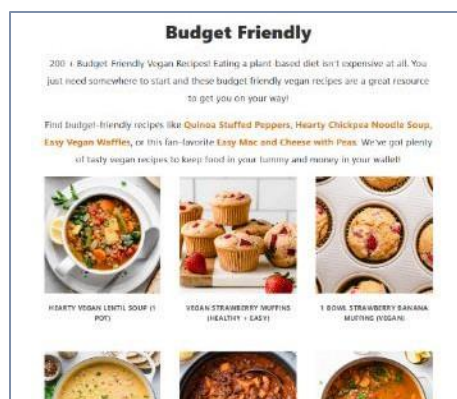 Budget Friendly
200 + Budget Friendly Vegan Recipes! Eating a plant-based diet isn't expensive at all. You
just need somewhere to start and these budget friendly vegan recipes are a great resource
to get you on your way!
Find budget-friendly recipes like Quinoa Stuffed Peppers, Hearty Chickpea Noodle Soup,
Easy Vegan Waffles, or this fan-favorite Easy Mac and Cheese with Peas. We've got plenty
of tasty vegan recipes to keep food in your tummy and money in your wallet!
HEARTY VEGAN LENTIL SOUP (1
POT)
VEGAN STRAWBERRY MUFFINS
(HEALTHY + EASY)
1 BOWL STRAWBERRY BANANA
MUFFINS (VEGAN)